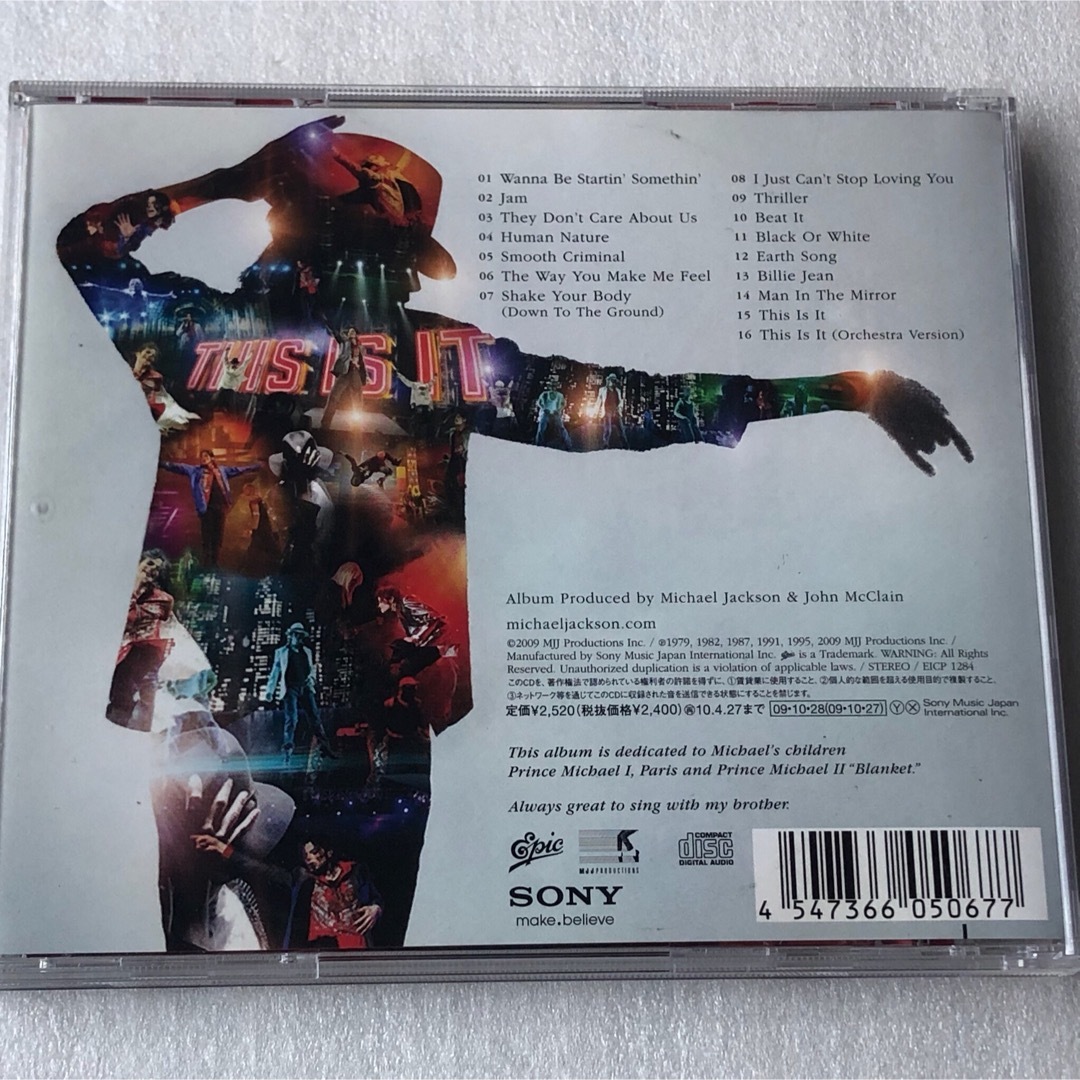 01 Wanna Be Startin' Somethin'
02 Jam
03 They Don't Care About Us
04 Human Nature
05 Smooth Criminal
06 The Way You Make Me Feel
07 Shake Your Body
(Down To The Ground)
08 I Just Can't Stop Loving You
09 Thriller
10 Beat It
11 Black Or White
12 Earth Song
13 Billie Jean
14 Man In The Mirror
15 This Is It
16 This Is It (Orchestra Version)
THIS IS IT
Album Produced by Michael Jackson & John McClain
michaeljackson.com
©2009 MJJ Productions Inc. / ℗1979, 1982, 1987, 1991, 1995, 2009 MJJ Productions Inc. /
Manufactured by Sony Music Japan International Inc. is a Trademark. WARNING: All Rights
Reserved. Unauthorized duplication is a violation of applicable laws. / STEREO / EICP 1284
このCDを、著作権法で認められている権利者の許諾を得ずに、①賃貸業に使用すること、②個人的な範囲を超える使用目的で複製すること、
③ネットワーク等を通じてこのCDに収録された音を送信できる状態にすることを禁じます。
定価¥2,520(税抜価格¥2,400)㋮10.4.27まで 09・10・28(09・10・27) Ⓨ Ⓧ Sony Music Japan
International Inc.
This album is dedicated to Michael's children
Prince Michael I, Paris and Prince Michael II "Blanket."
Always great to sing with my brother.
Epic
MJJ PRODUCTIONS
COMPACT
disc
DIGITAL AUDIO
SONY
make.believe
4 547366 050677